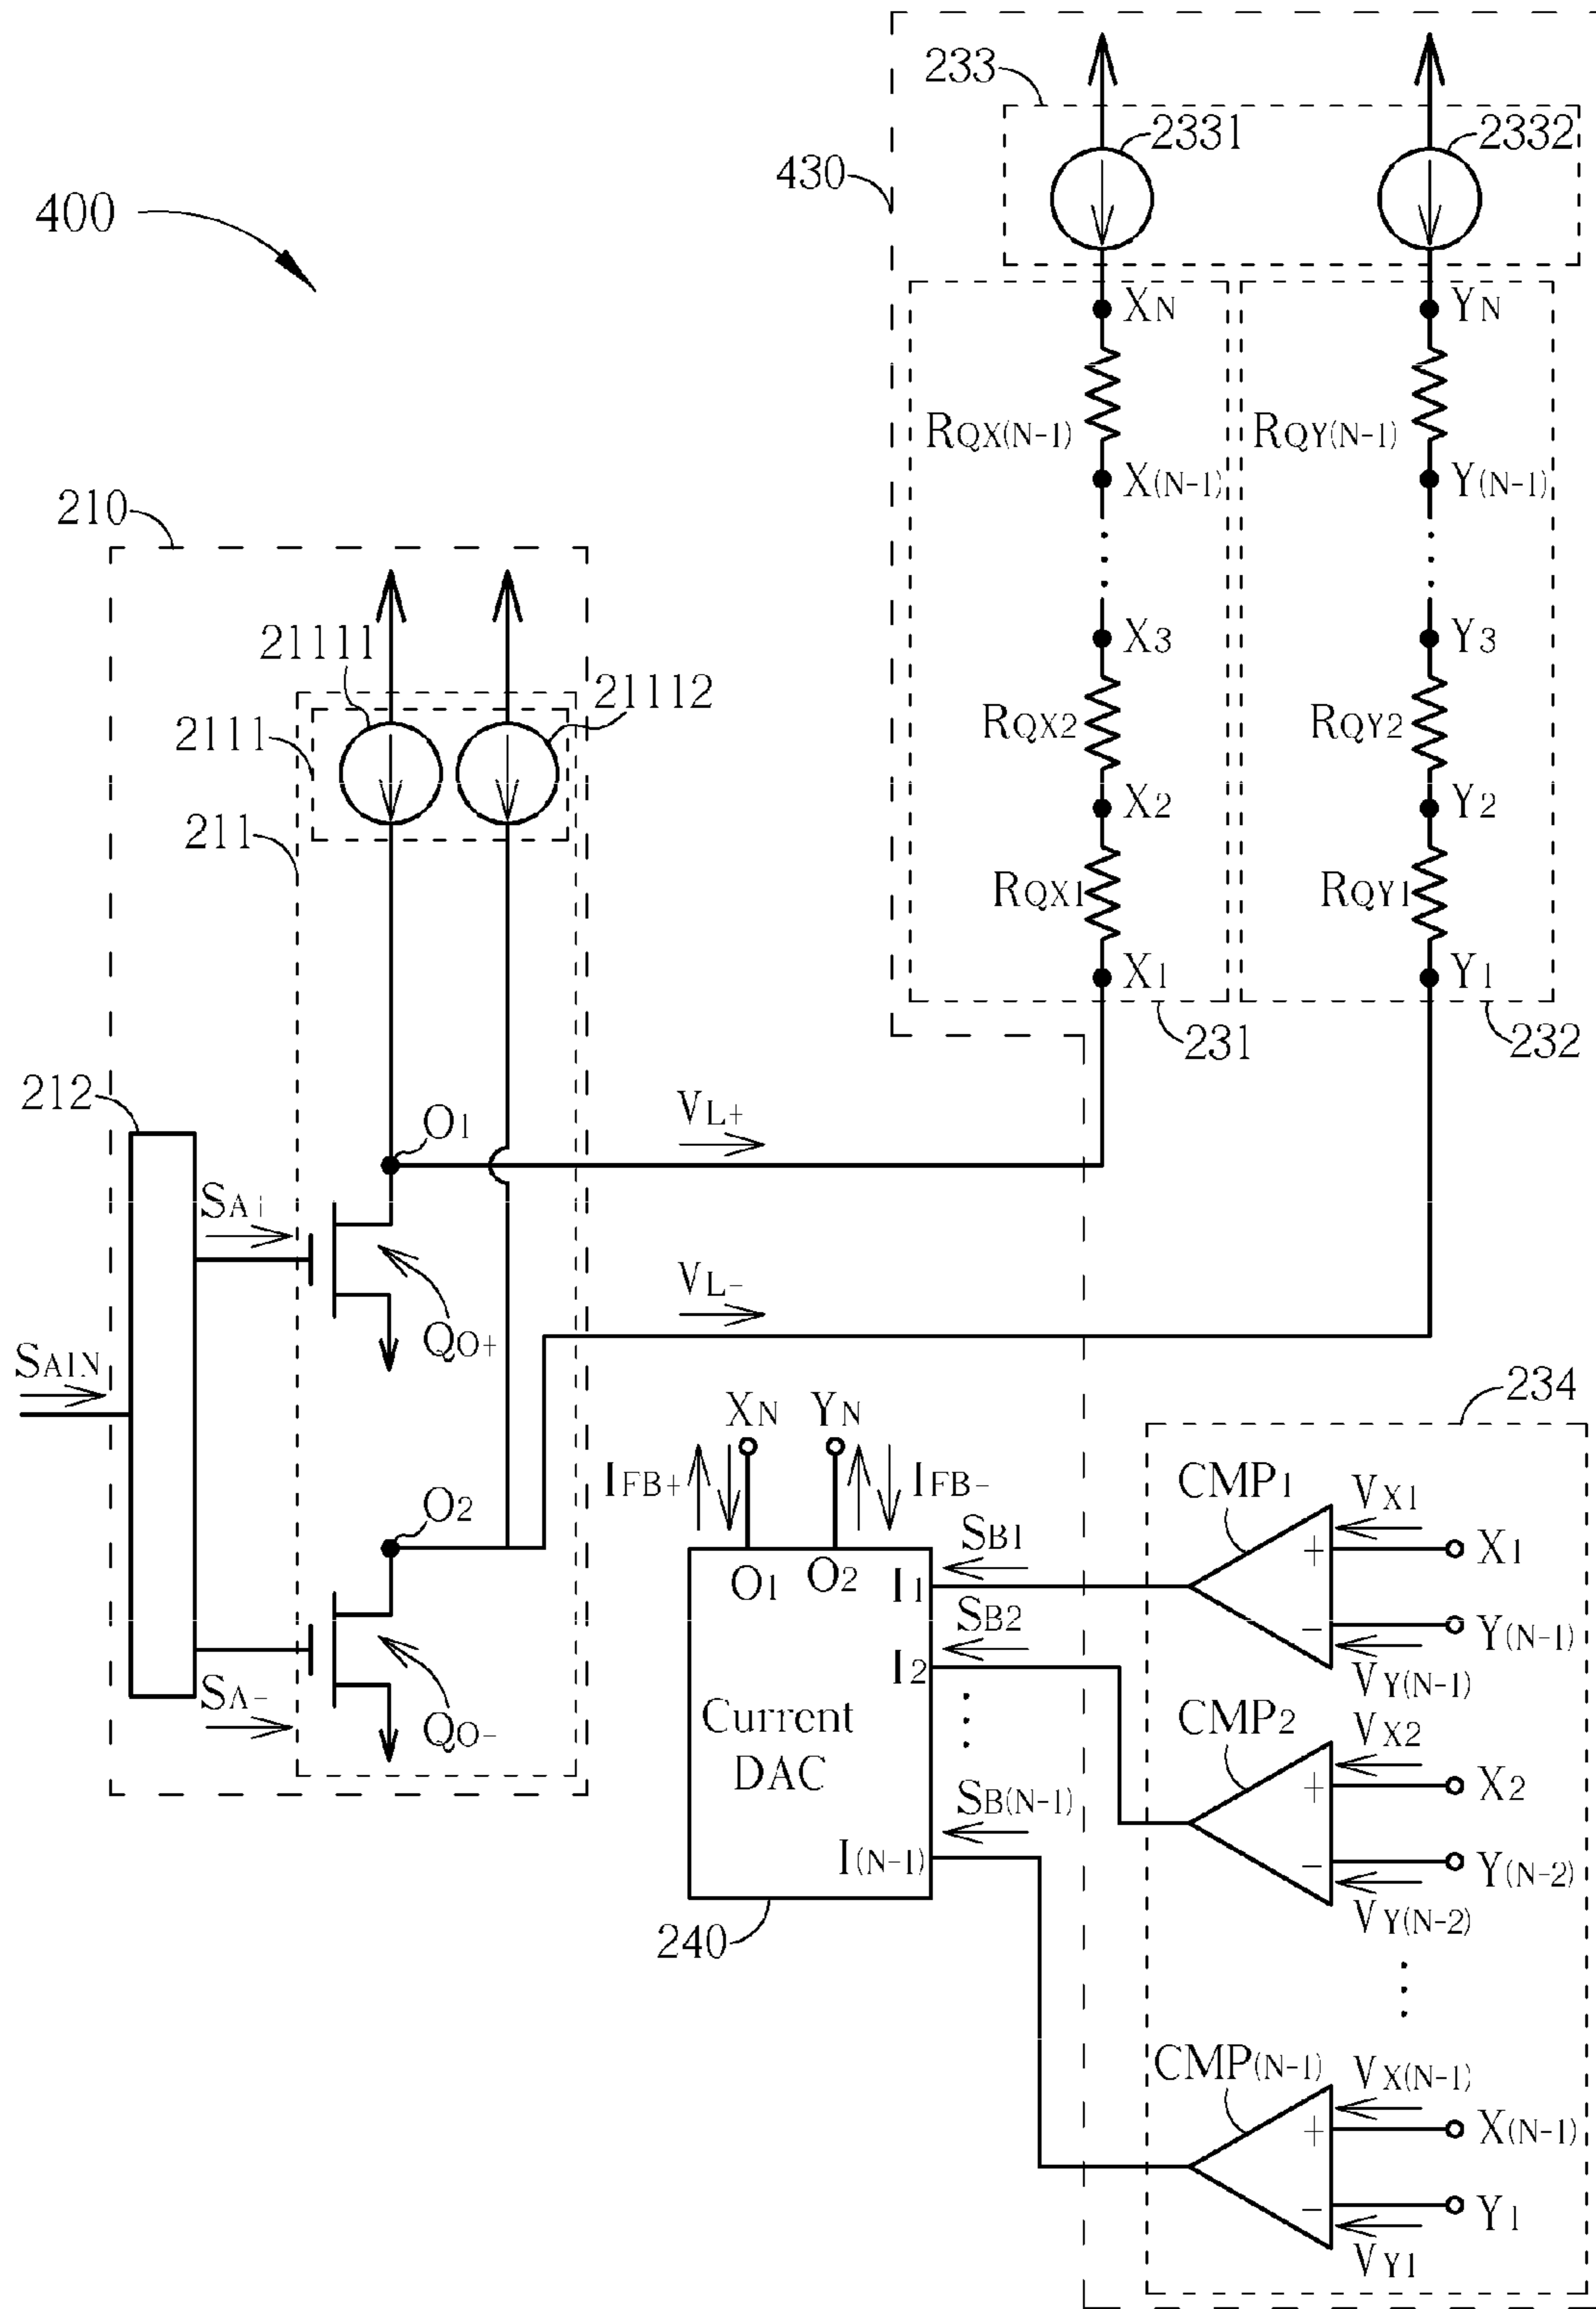 233
2331
2332
430
400
XN
YN
RQX(N-1)
RQY(N-1)
X(N-1)
Y(N-1)
210
21111
X3
Y3
21112
2111
RQX2
RQY2
211
X2
Y2
RQX1
RQY1
X1
Y1
231
232
212
O1
VL+
SA+
QO+
VL-
SAIN
234
XN
YN
IFB+
IFB-
CMP1
VX1
O2
SB1
X1
O1
O2
I1
+
-
SB2
Y(N-1)
I2
VY(N-1)
SA-
QO-
Current
DAC
CMP2
VX2
SB(N-1)
+
X2
I(N-1)
-
Y(N-2)
VY(N-2)
240
CMP(N-1)
VX(N-1)
+
X(N-1)
-
Y1
VY1